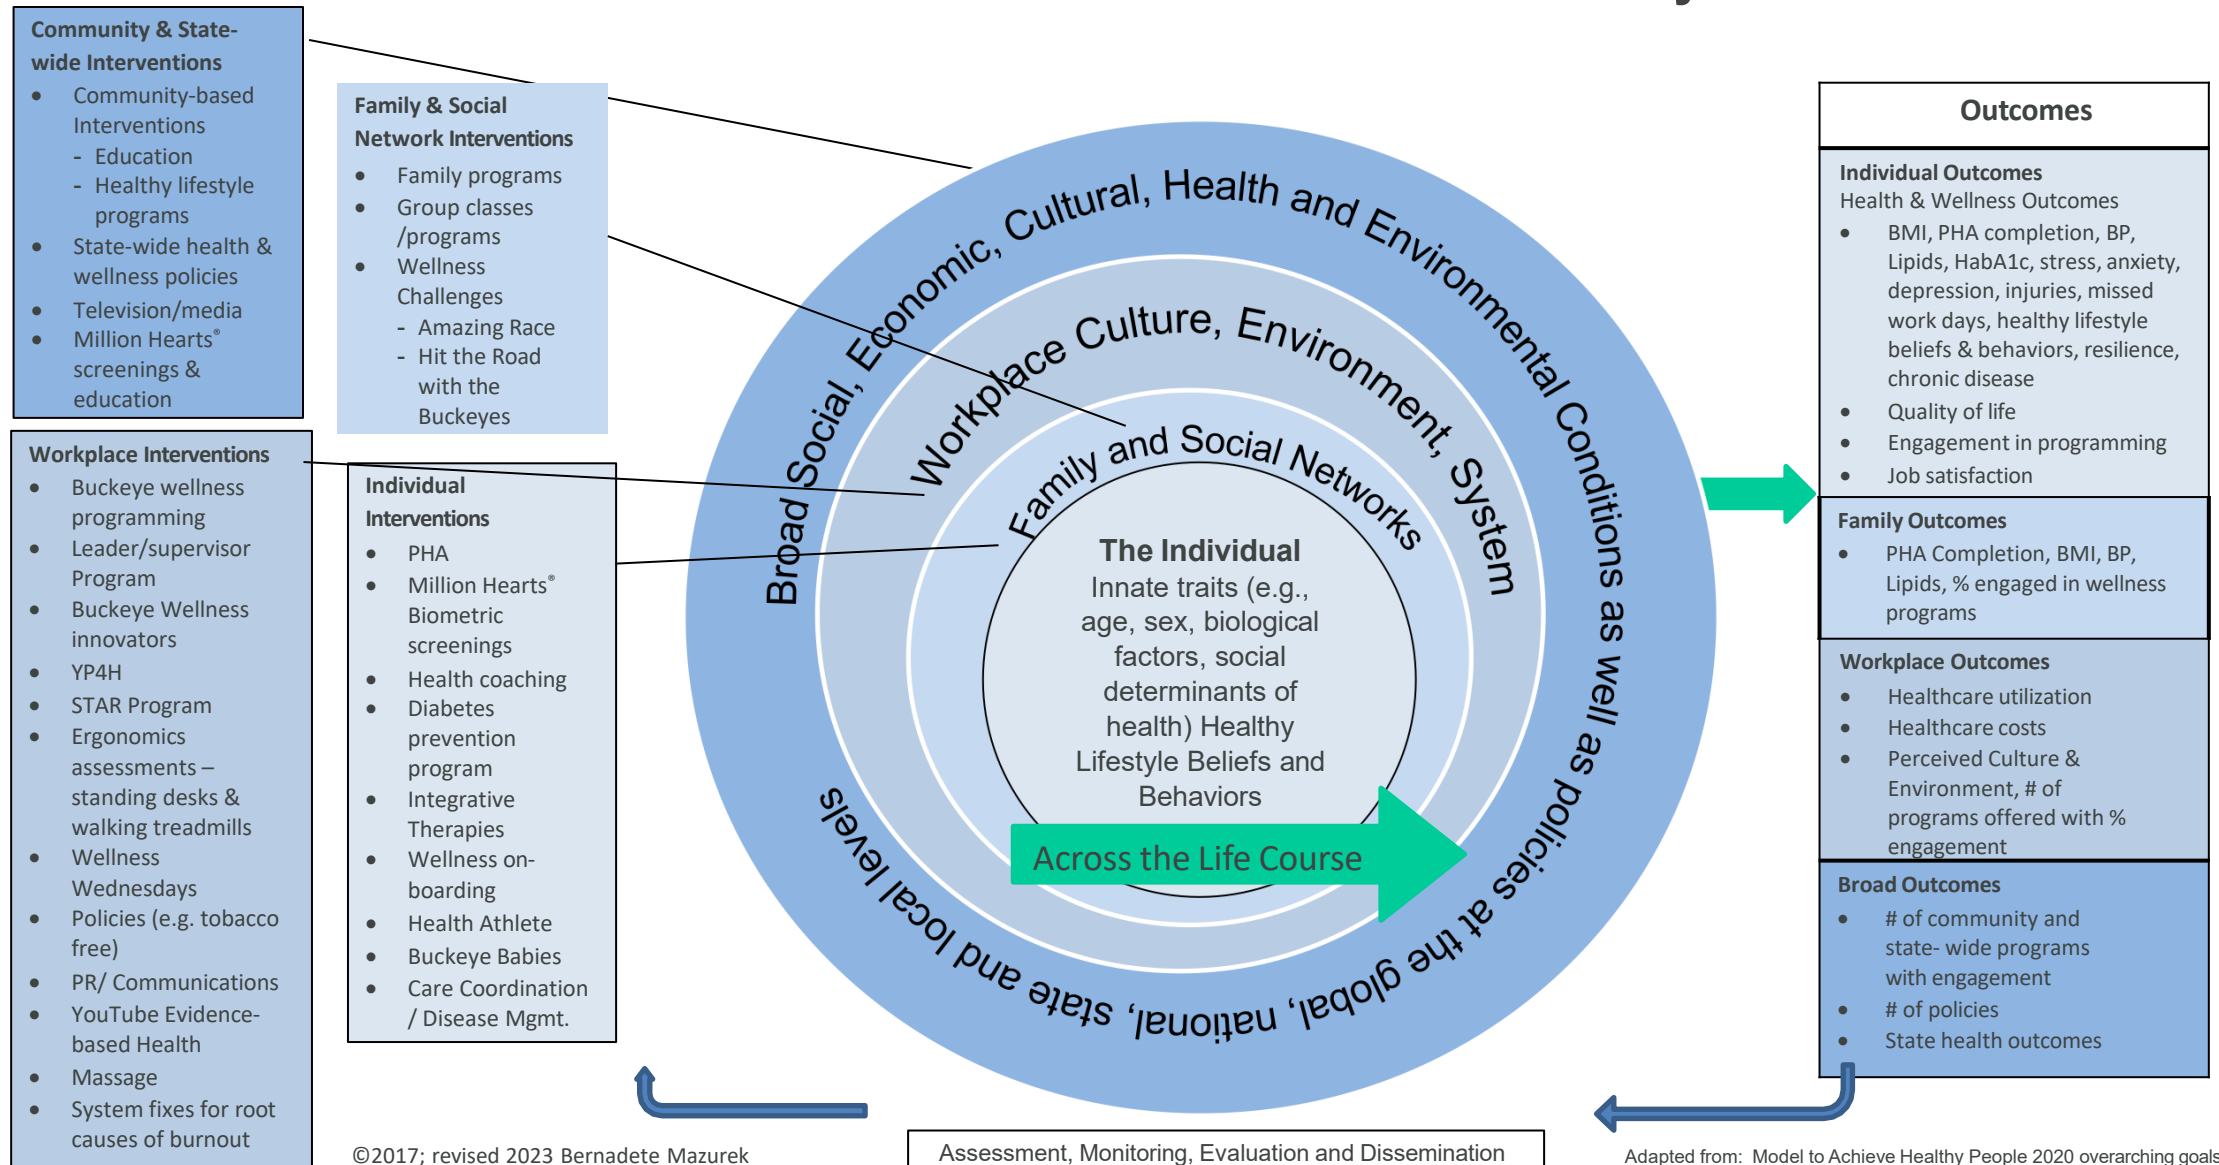 Community & State-
wide Interventions
• Community-based
Interventions
- Education
- Healthy lifestyle
programs
• State-wide health &
wellness policies
• Television/media
• Million Hearts®
screenings &
education
Family & Social
Network Interventions
• Family programs
• Group classes
/programs
• Wellness
Challenges
- Amazing Race
- Hit the Road
with the
Buckeyes
Workplace Interventions
• Buckeye wellness
programming
• Leader/supervisor
Program
• Buckeye Wellness
innovators
• YP4H
• STAR Program
• Ergonomics
assessments –
standing desks &
walking treadmills
• Wellness
Wednesdays
• Policies (e.g. tobacco
free)
• PR/ Communications
• YouTube Evidence-
based Health
• Massage
• System fixes for root
causes of burnout
Individual
Interventions
• PHA
• Million Hearts®
Biometric
screenings
• Health coaching
• Diabetes
prevention
program
• Integrative
Therapies
• Wellness on-
boarding
• Health Athlete
• Buckeye Babies
• Care Coordination
/ Disease Mgmt.
Broad Social, Economic, Cultural, Health and Environmental Conditions as well as policies at the global, national, state and local levels
Workplace Culture, Environment, System
Family and Social Networks
The Individual
Innate traits (e.g.,
age, sex, biological
factors, social
determinants of
health) Healthy
Lifestyle Beliefs and
Behaviors
Across the Life Course
Outcomes
Individual Outcomes
Health & Wellness Outcomes
• BMI, PHA completion, BP,
Lipids, HabA1c, stress, anxiety,
depression, injuries, missed
work days, healthy lifestyle
beliefs & behaviors, resilience,
chronic disease
• Quality of life
• Engagement in programming
• Job satisfaction
Family Outcomes
• PHA Completion, BMI, BP,
Lipids, % engaged in wellness
programs
Workplace Outcomes
• Healthcare utilization
• Healthcare costs
• Perceived Culture &
Environment, # of
programs offered with %
engagement
Broad Outcomes
• # of community and
state- wide programs
with engagement
• # of policies
• State health outcomes
©2017; revised 2023 Bernadete Mazurek
Assessment, Monitoring, Evaluation and Dissemination
Adapted from: Model to Achieve Healthy People 2020 overarching goals